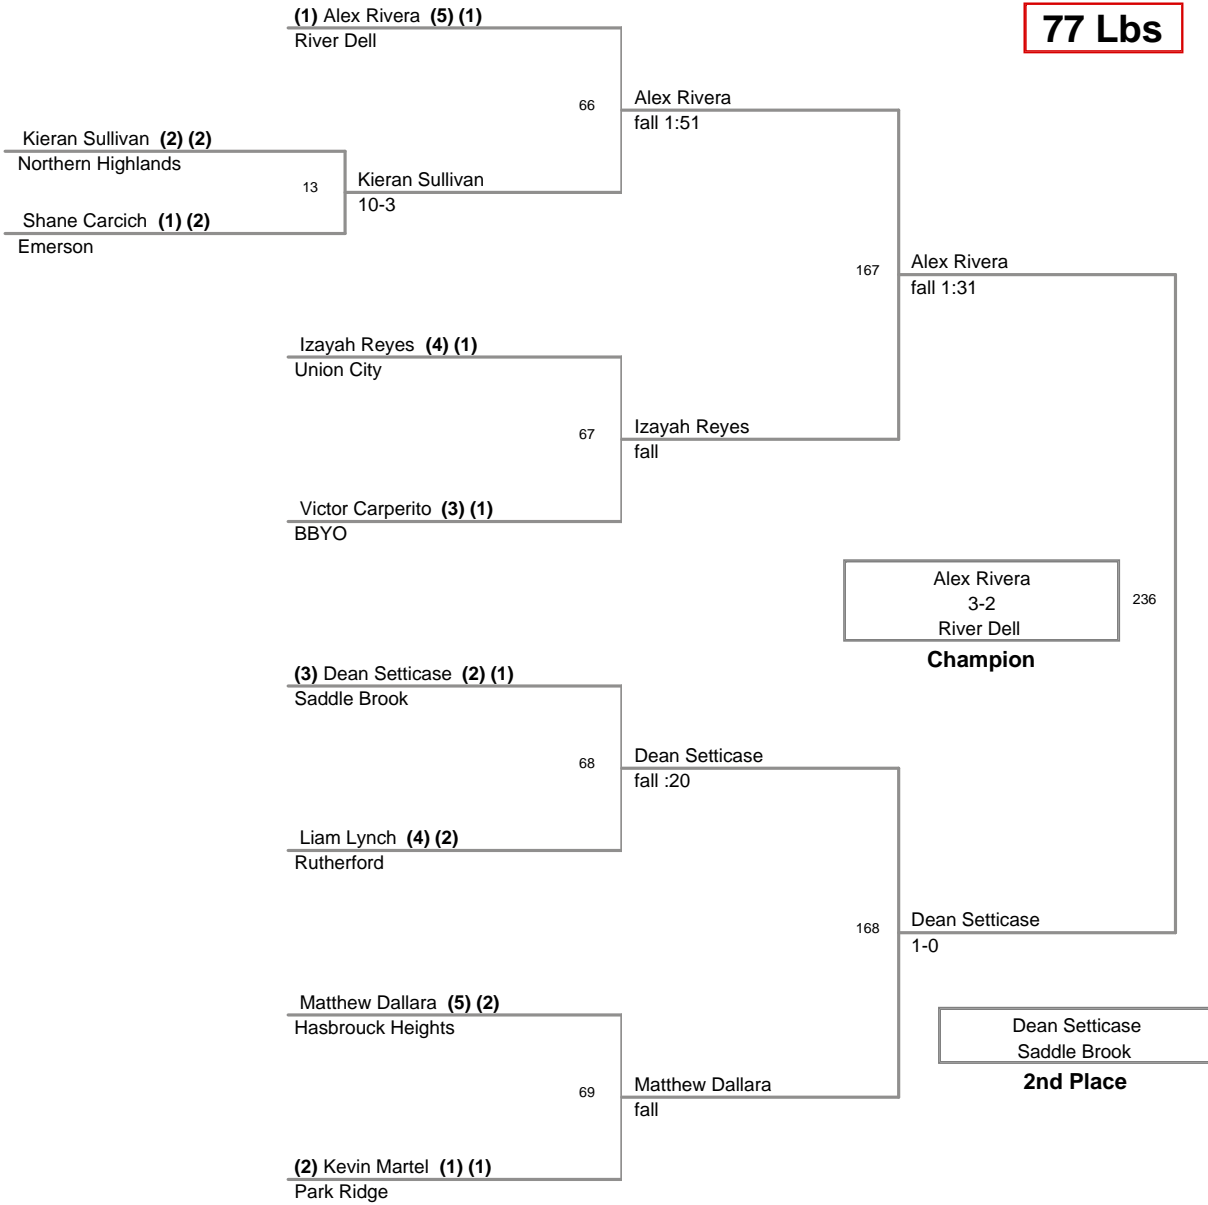 (1) Alex Rivera (5) (1)
River Dell
77 Lbs
66
Alex Rivera
fall 1:51
Kieran Sullivan (2) (2)
Northern Highlands
13
Kieran Sullivan
10-3
Shane Carcich (1) (2)
Emerson
167
Alex Rivera
fall 1:31
Izayah Reyes (4) (1)
Union City
67
Izayah Reyes
fall
Victor Carperito (3) (1)
BBYO
Alex Rivera
3-2
River Dell
Champion
236
(3) Dean Setticase (2) (1)
Saddle Brook
68
Dean Setticase
fall :20
Liam Lynch (4) (2)
Rutherford
168
Dean Setticase
1-0
Matthew Dallara (5) (2)
Hasbrouck Heights
Dean Setticase
Saddle Brook
2nd Place
69
Matthew Dallara
fall
(2) Kevin Martel (1) (1)
Park Ridge